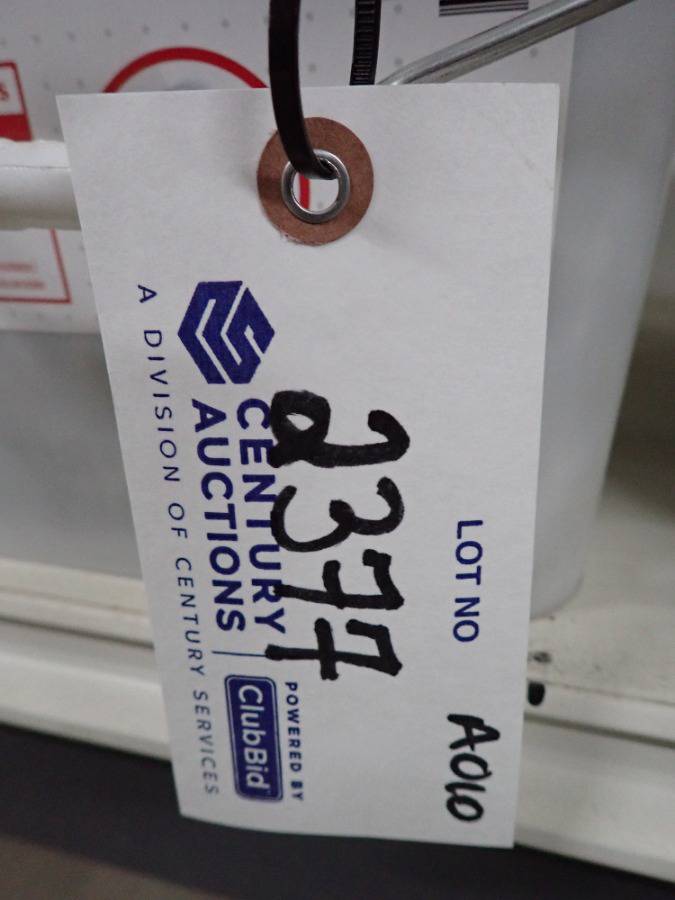 LOT NO
A010
2377
CENTURY
AUCTIONS
POWERED BY
ClubBid
A DIVISION OF CENTURY SERVICES